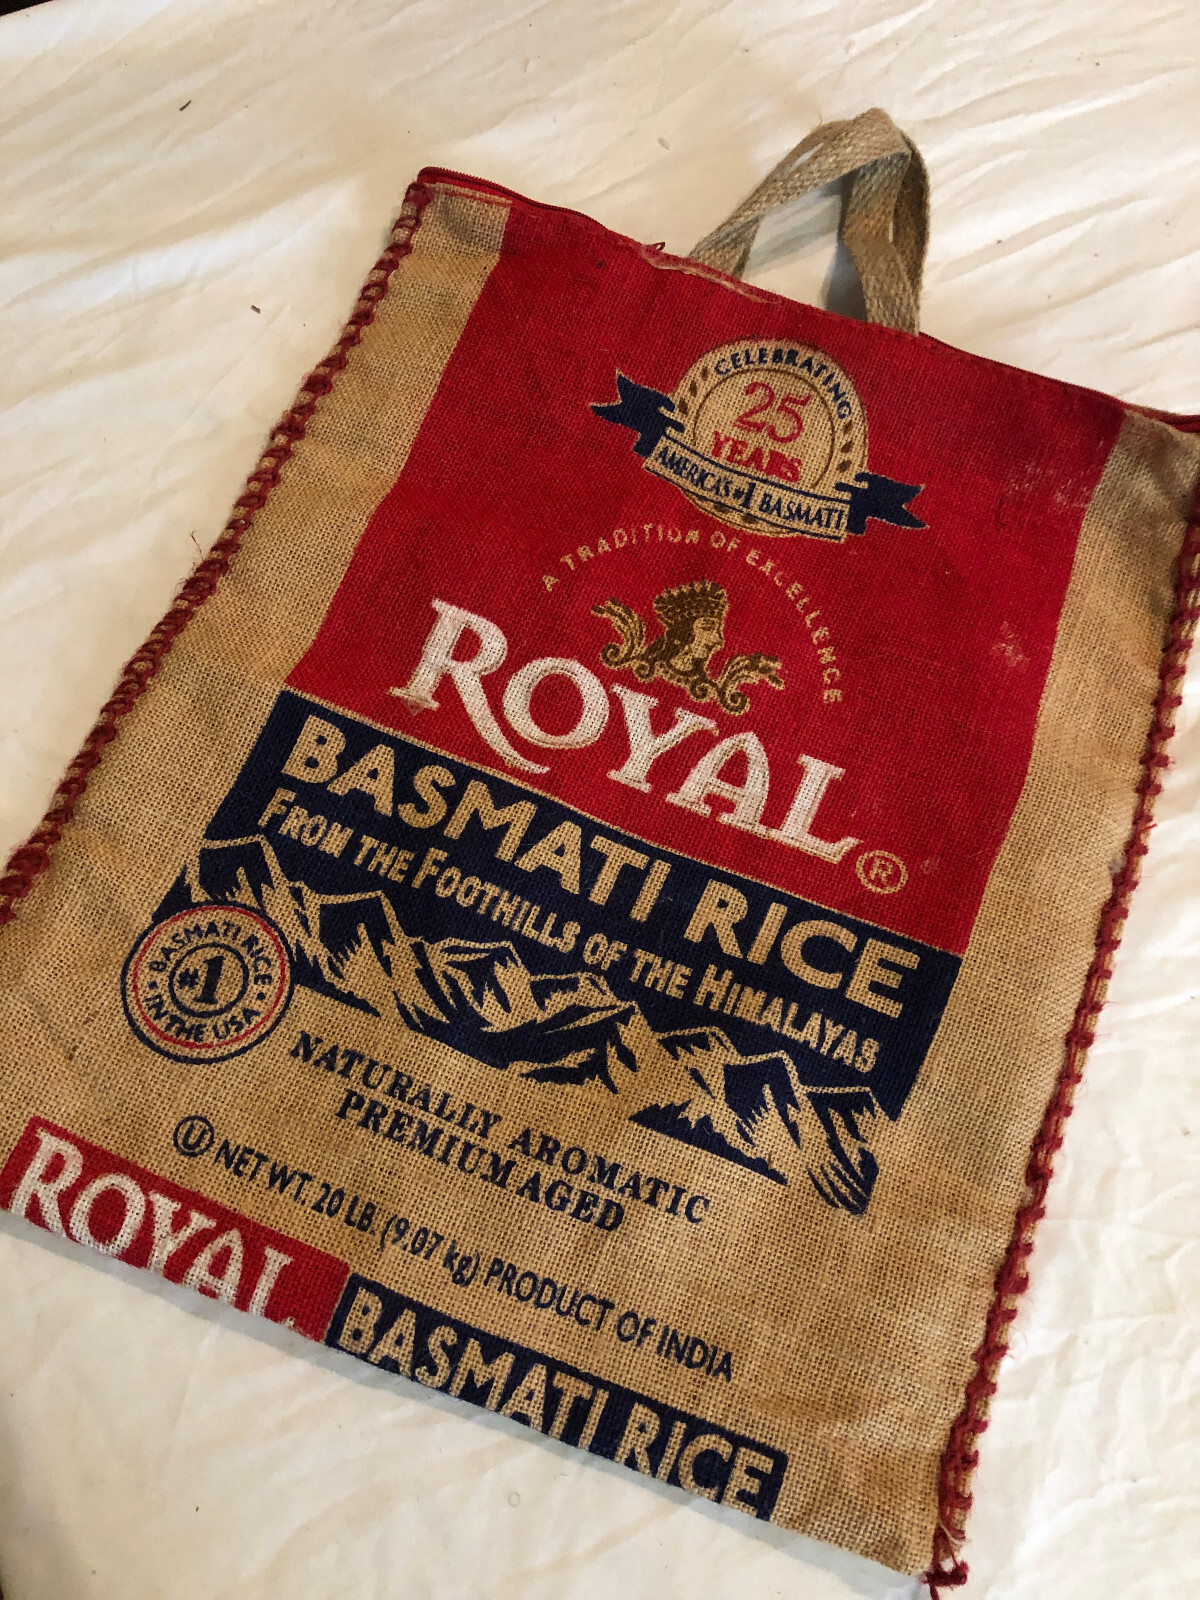 CELEBRATING
25
YEARS
AMERICA'S #1 BASMATI
A TRADITION OF EXCELLENCE
ROYAL®
BASMATI RICE
FROM THE FOOTHILLS OF THE HIMALAYAS
BASMATI RICE
#1
IN THE USA
NATURALLY AROMATIC
PREMIUM AGED
U NET WT. 20 LB. (9.07 kg) PRODUCT OF INDIA
ROYAL BASMATI RICE